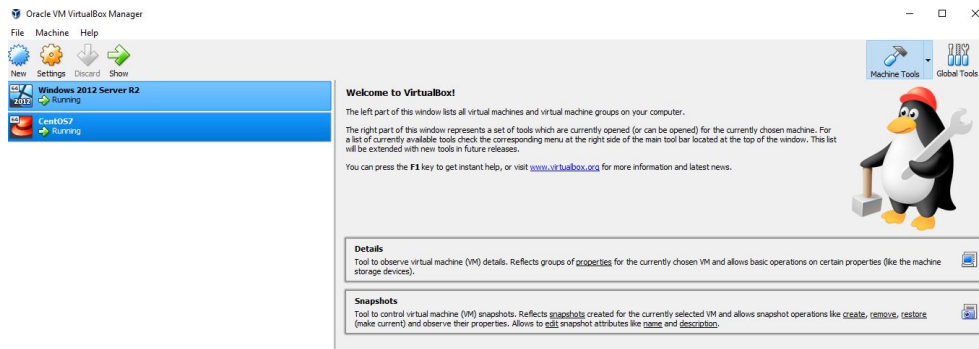 Oracle VM VirtualBox Manager
File Machine Help
New Settings Discard Show
Machine Tools Global Tools
64 2012 Windows 2012 Server R2
Running
64 CentOS7
Running
Welcome to VirtualBox!
The left part of this window lists all virtual machines and virtual machine groups on your computer.
The right part of this window represents a set of tools which are currently opened (or can be opened) for the currently chosen machine. For
a list of currently available tools check the corresponding menu at the right side of the main tool bar located at the top of the window. This list
will be extended with new tools in future releases.
You can press the F1 key to get instant help, or visit www.virtualbox.org for more information and latest news.
Details
Tool to observe virtual machine (VM) details. Reflects groups of properties for the currently chosen VM and allows basic operations on certain properties (like the machine
storage devices).
Snapshots
Tool to control virtual machine (VM) snapshots. Reflects snapshots created for the currently selected VM and allows snapshot operations like create, remove, restore
(make current) and observe their properties. Allows to edit snapshot attributes like name and description.